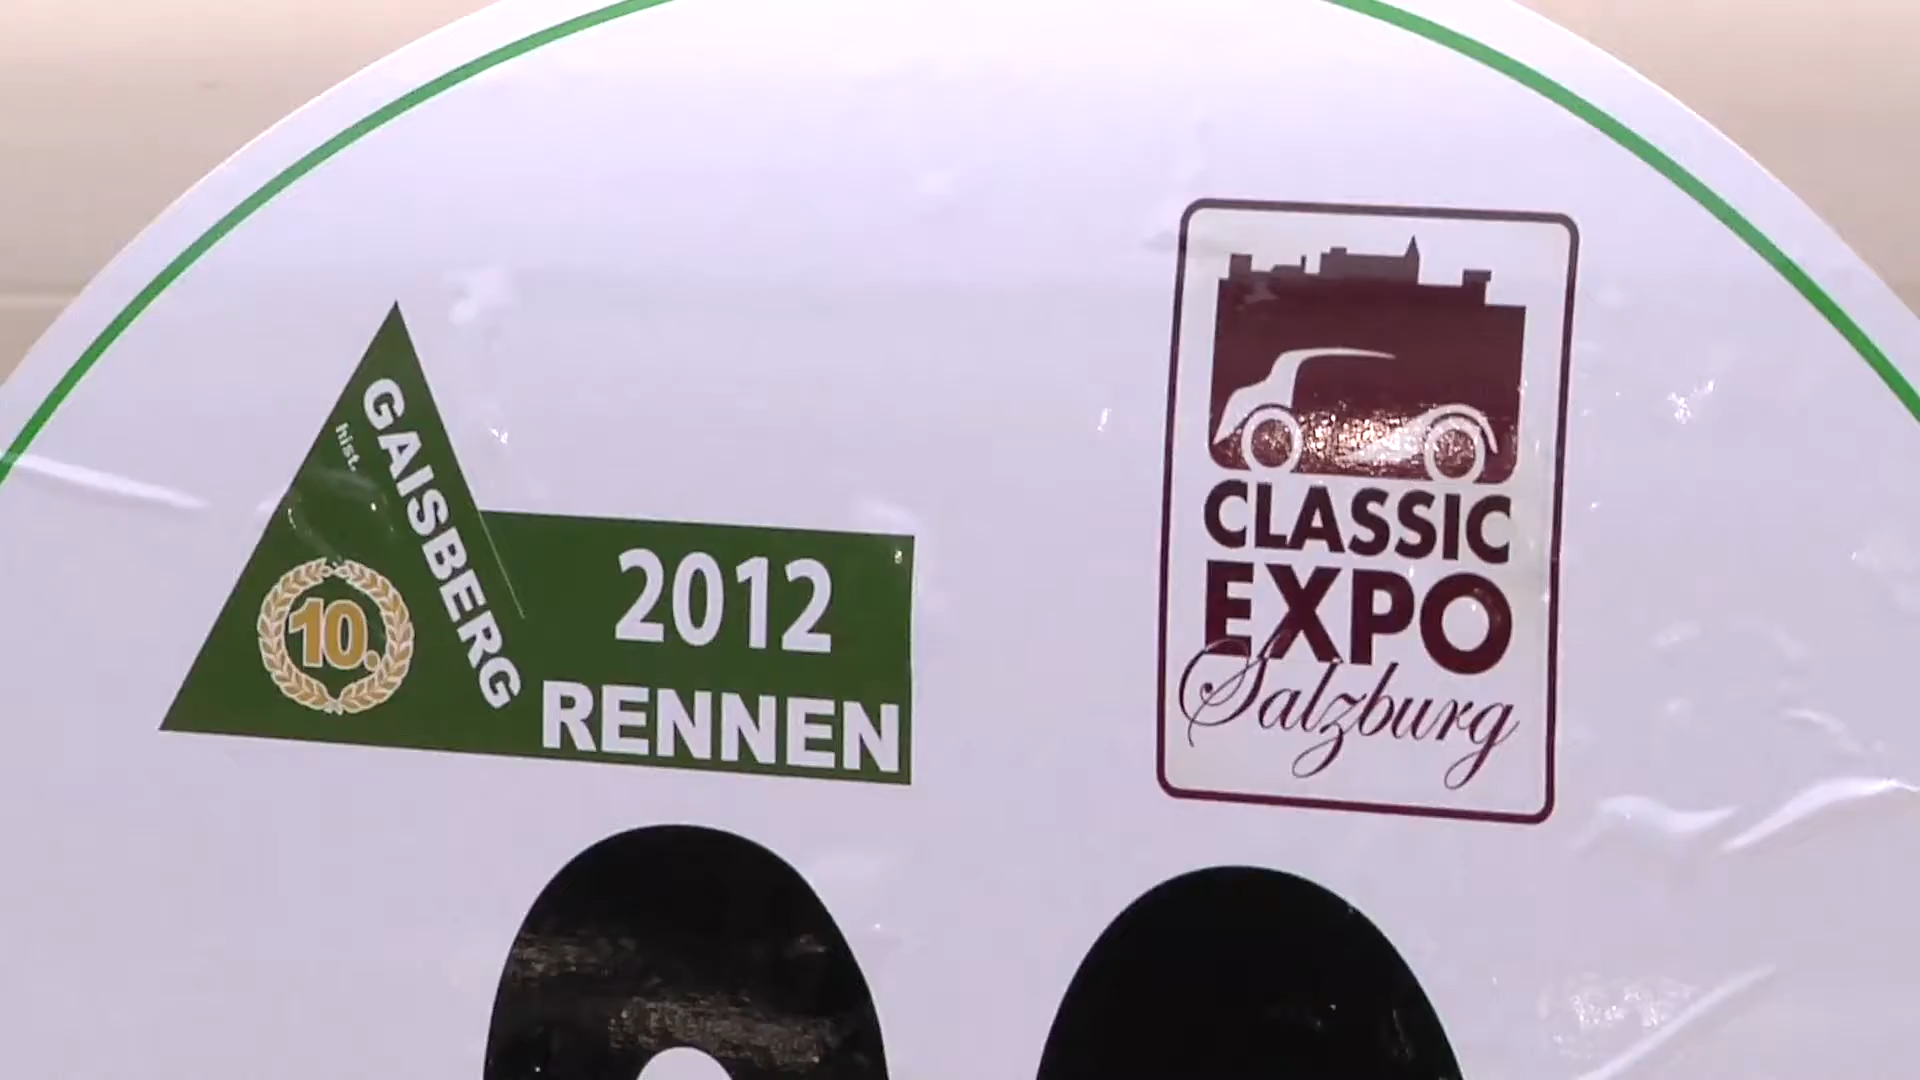 hist. GAISBERG
10.
2012
RENNEN
CLASSIC
EXPO
Salzburg